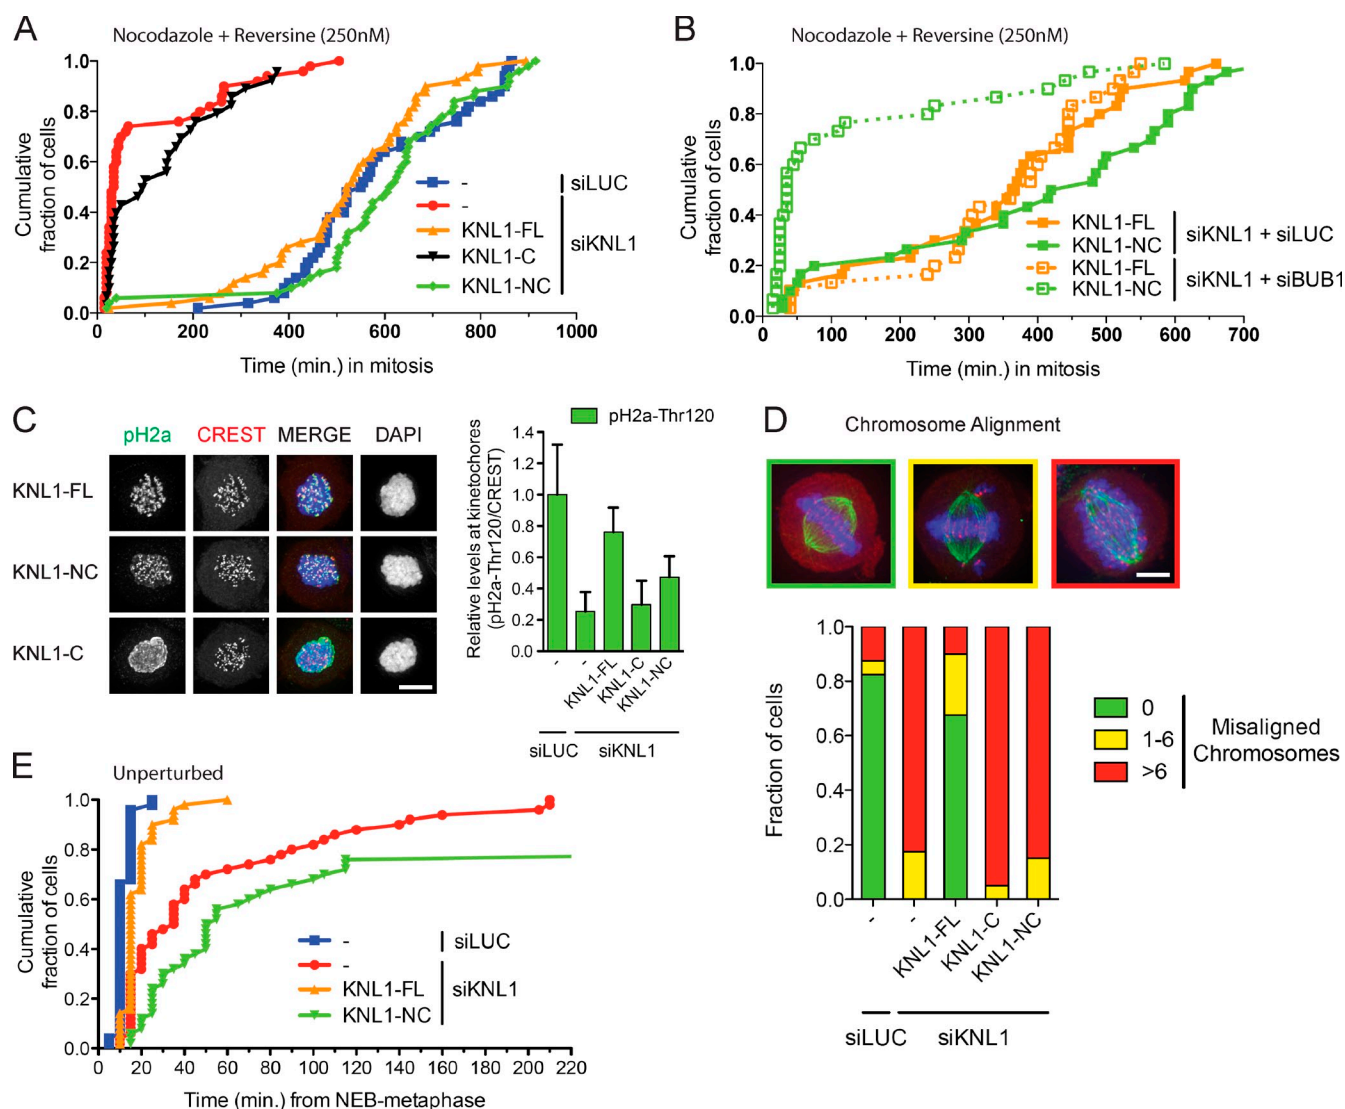 A
Nocodazole + Reversine (250nM)
Cumulative
fraction of cells
1.0
0.8
0.6
0.4
0.2
0.0
0 200 400 600 800 1000
Time (min.) in mitosis
-
siLUC
-
KNL1-FL
KNL1-C
KNL1-NC
siKNL1
B
Nocodazole + Reversine (250nM)
Cumulative
fraction of cells
1.0
0.8
0.6
0.4
0.2
0.0
0 100 200 300 400 500 600 700
Time (min.) in mitosis
KNL1-FL
KNL1-NC
siKNL1 + siLUC
KNL1-FL
KNL1-NC
siKNL1 + siBUB1
C
pH2a CREST MERGE DAPI
KNL1-FL
KNL1-NC
KNL1-C
pH2a-Thr120
Relative levels at kinetochores
(pH2a-Thr120/CREST)
1.4
1.2
1.0
0.8
0.6
0.4
0.2
0.0
- - KNL1-FL KNL1-C KNL1-NC
siLUC siKNL1
D
Chromosome Alignment
Fraction of cells
1.0
0.8
0.6
0.4
0.2
0.0
- - KNL1-FL KNL1-C KNL1-NC
siLUC siKNL1
0
1-6
>6
Misaligned
Chromosomes
E
Unperturbed
Cumulative
fraction of cells
1.0
0.8
0.6
0.4
0.2
0.0
0 20 40 60 80 100 120 140 160 180 200 220
Time (min.) from NEB-metaphase
-
siLUC
-
KNL1-FL
KNL1-NC
siKNL1